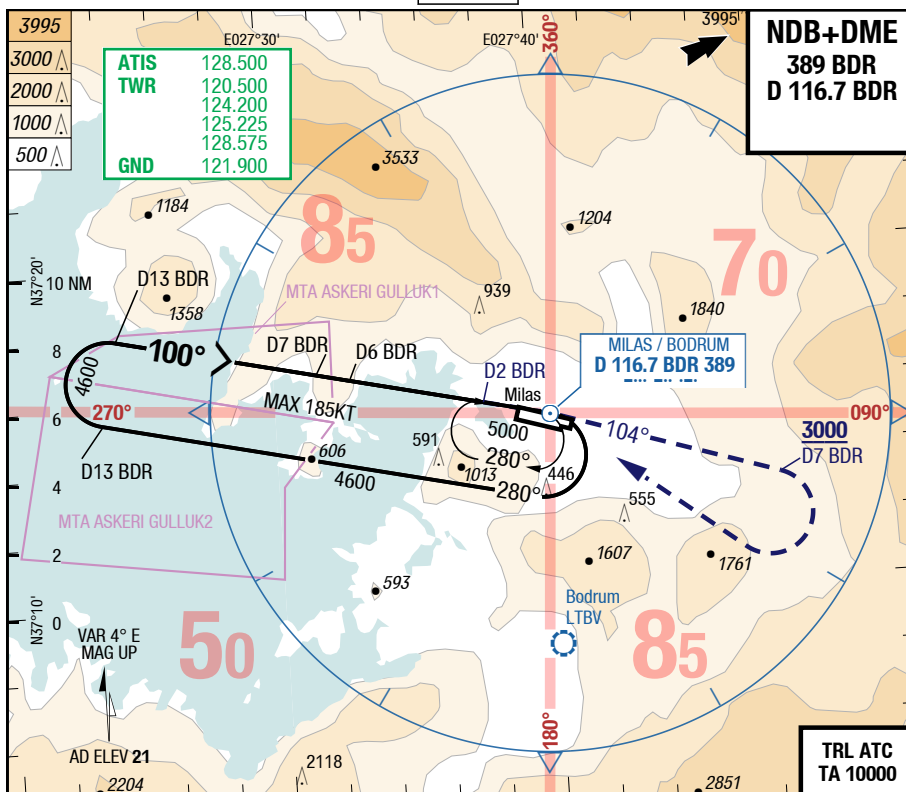 3995
3000
2000
1000
500
ATIS 128.500
TWR 120.500
124.200
125.225
128.575
GND 121.900
E027°30'
E027°40'
360°
3995
NDB+DME
389 BDR
D 116.7 BDR
3533
1184
1204
85
70
N37°20'
10 NM
D13 BDR
MTA ASKERI GULLUK1
939
1358
1840
100°
D7 BDR
D6 BDR
MILAS / BODRUM
D 116.7 BDR 389
8
4600
D2 BDR
Milas
MAX 185KT
270°
090°
6
5000
104°
3000
D7 BDR
D13 BDR
606
591
280°
1013
446
4600
280°
4
555
MTA ASKERI GULLUK2
2
1607
1761
593
Bodrum
LTBV
N37°10'
0
50
85
VAR 4° E
MAG UP
180°
AD ELEV 21
2118
2204
2851
TRL ATC
TA 10000